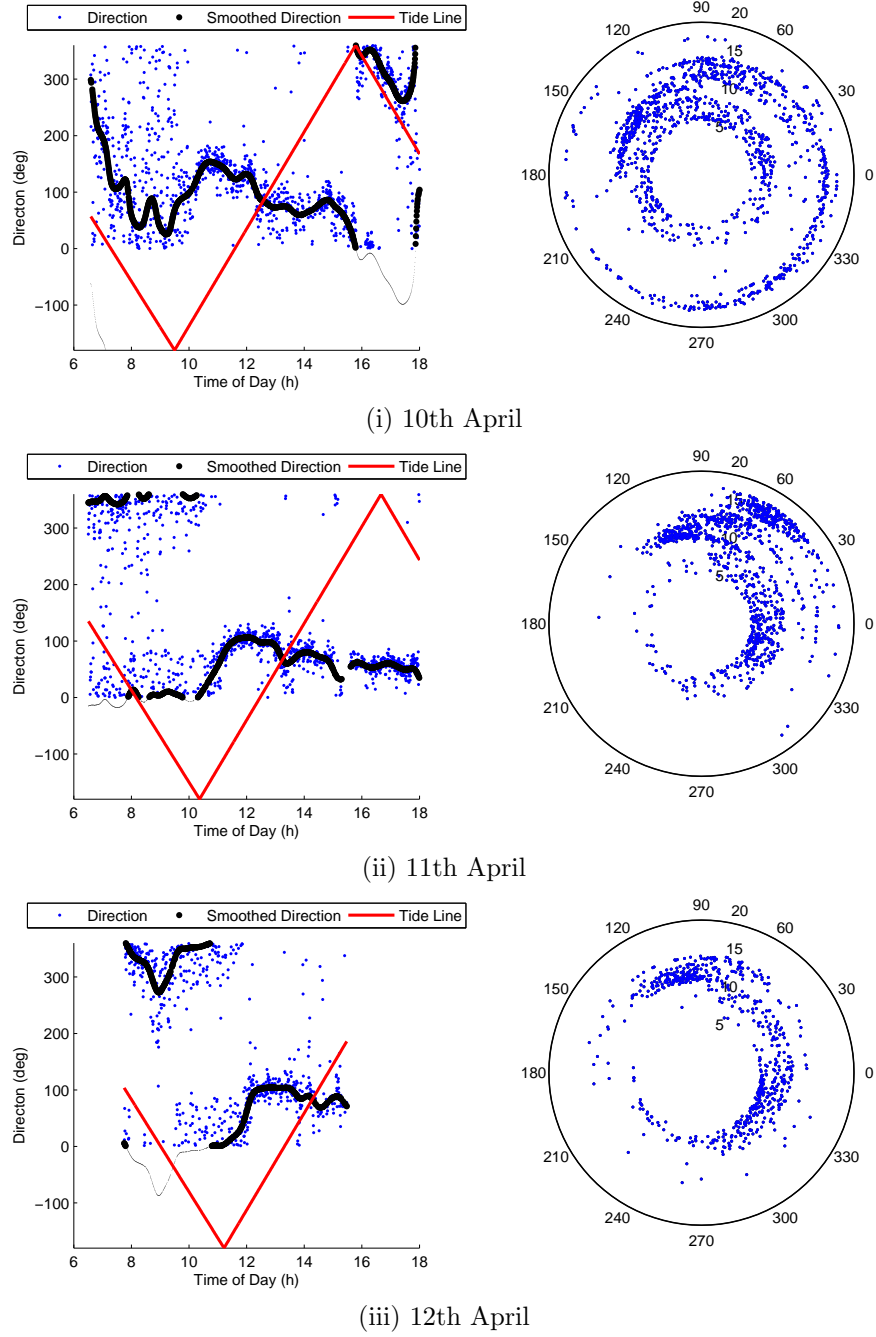 Direction Smoothed Direction Tide Line
300
200
100
0
−100
Direction (deg)
6 8 10 12 14 16 18
Time of Day (h)
90
120 20 60
15
150 10 30
5
180 0
210 330
240 300
270
(i) 10th April
Direction Smoothed Direction Tide Line
300
200
100
0
−100
Direction (deg)
6 8 10 12 14 16 18
Time of Day (h)
90
120 20 60
15
150 10 30
5
180 0
210 330
240 300
270
(ii) 11th April
Direction Smoothed Direction Tide Line
300
200
100
0
−100
Direction (deg)
6 8 10 12 14 16 18
Time of Day (h)
90
120 20 60
15
150 10 30
5
180 0
210 330
240 300
270
(iii) 12th April